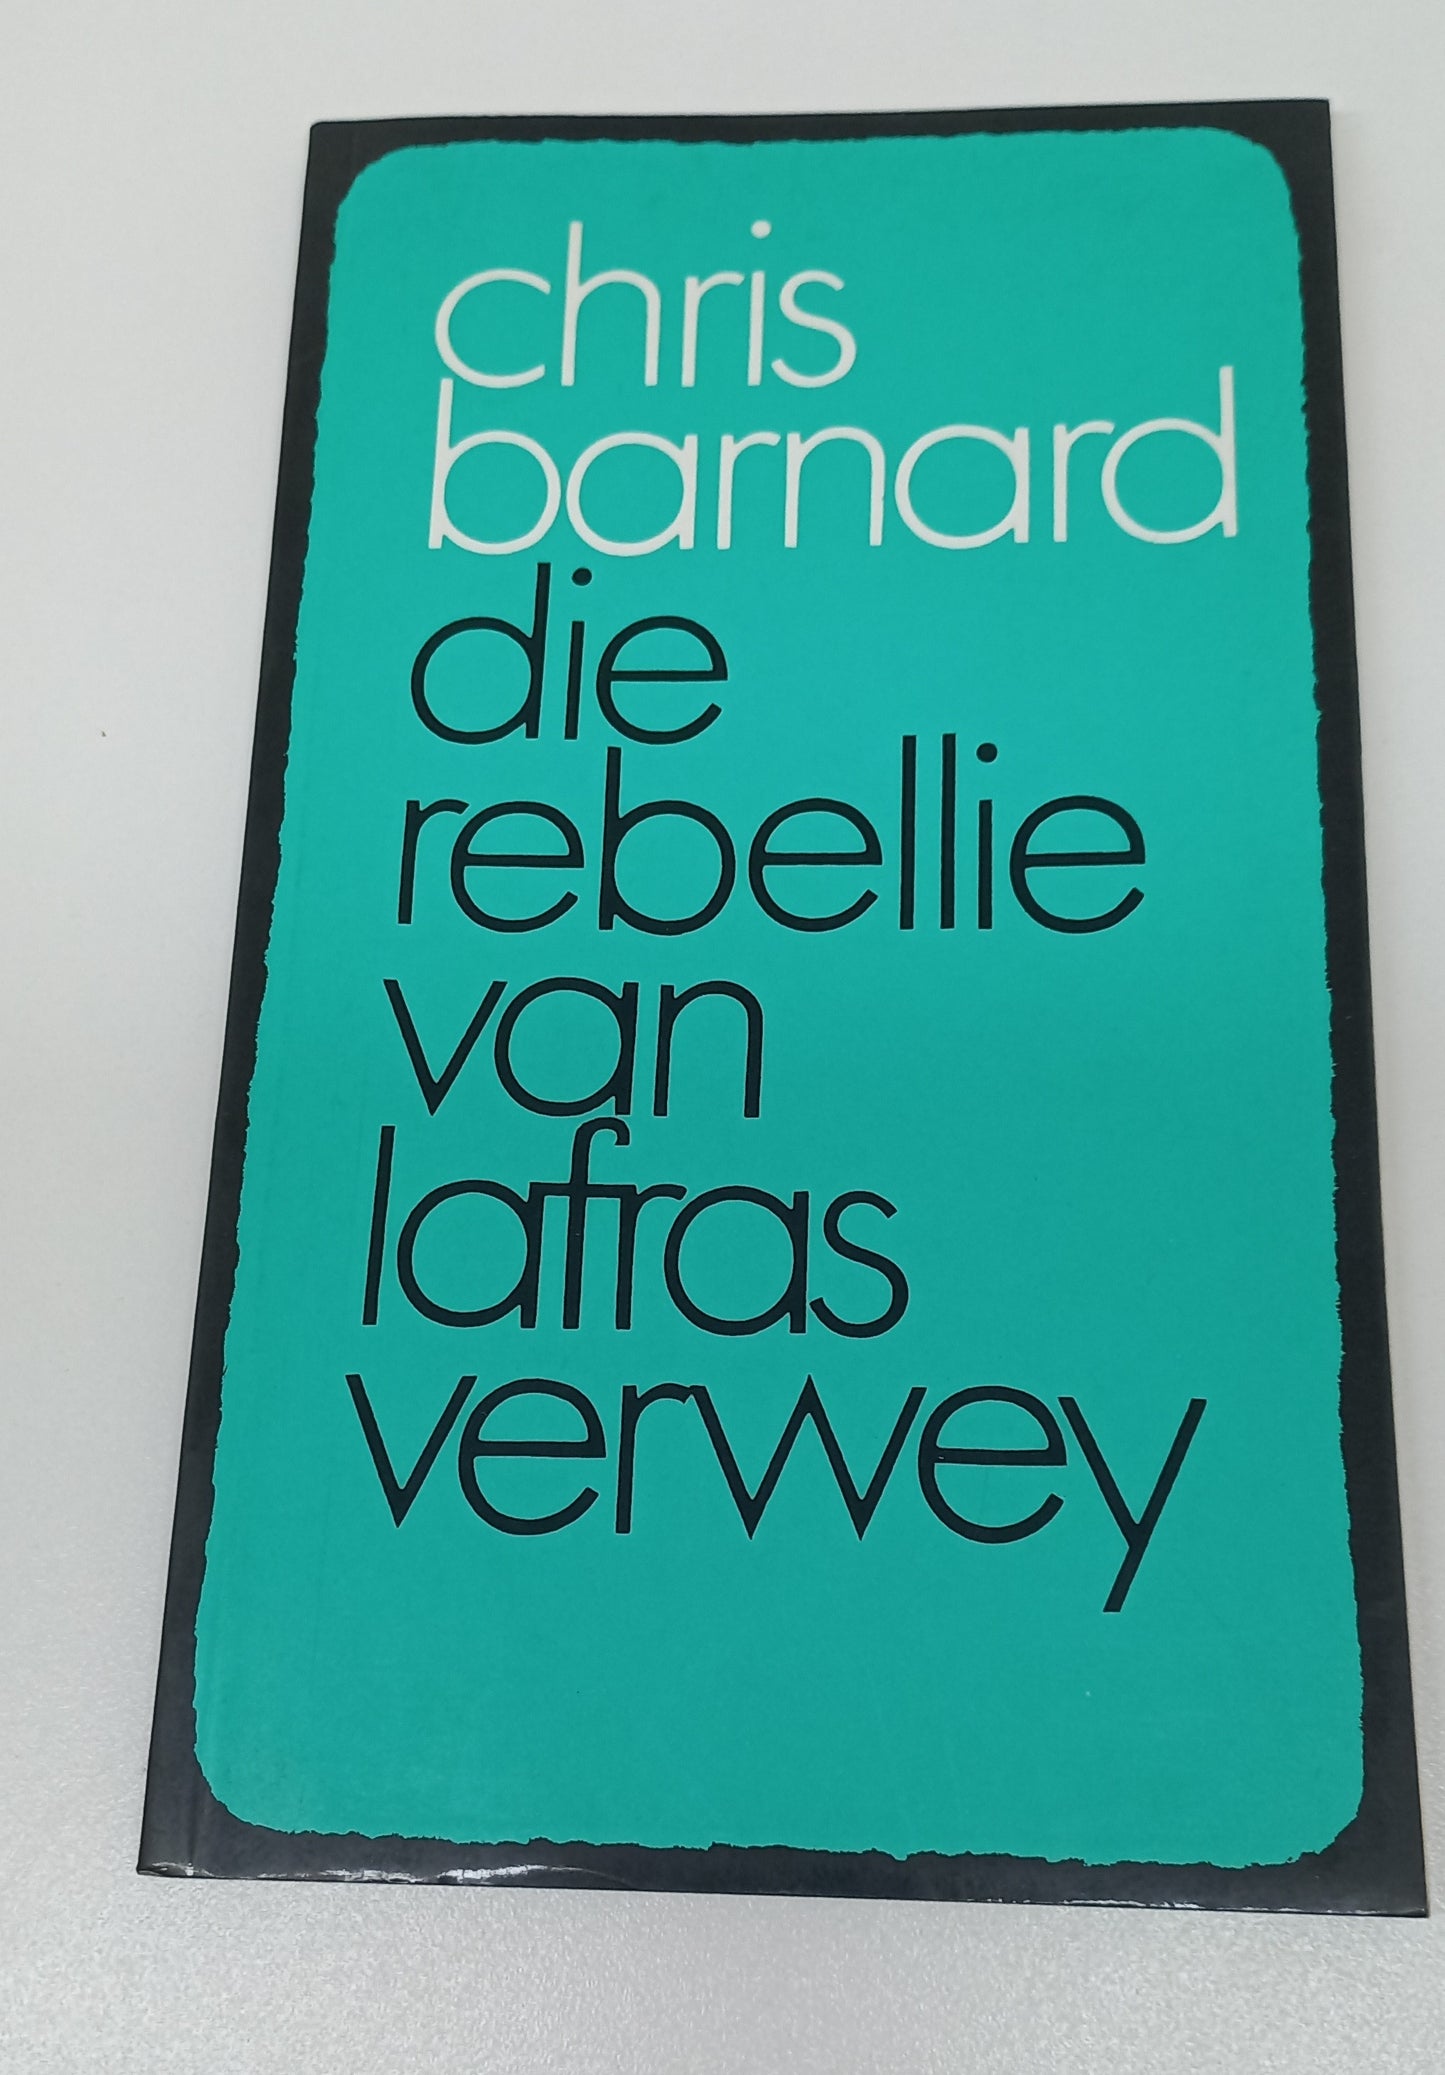 chris
barnard
die
rebellie
van
lafras
verwey